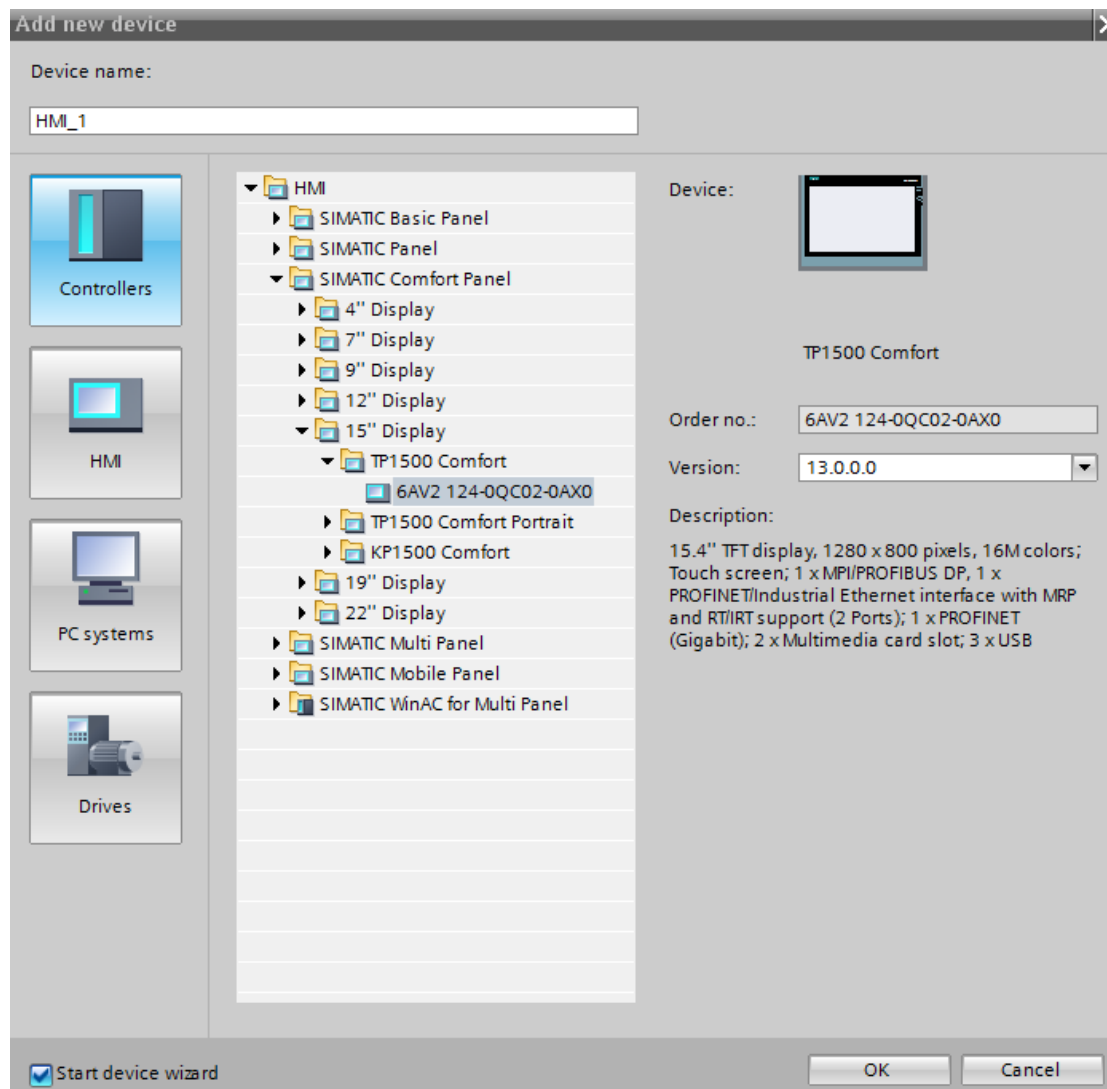 Add new device
Device name:
HMI_1
Controllers
HMI
PC systems
Drives
HMI
SIMATIC Basic Panel
SIMATIC Panel
SIMATIC Comfort Panel
4'' Display
7'' Display
9'' Display
12'' Display
15'' Display
TP1500 Comfort
6AV2 124-0QC02-0AX0
TP1500 Comfort Portrait
KP1500 Comfort
19'' Display
22'' Display
SIMATIC Multi Panel
SIMATIC Mobile Panel
SIMATIC WinAC for Multi Panel
Device:
TP1500 Comfort
Order no.: 6AV2 124-0QC02-0AX0
Version: 13.0.0.0
Description:
15.4'' TFT display, 1280 x 800 pixels, 16M colors;
Touch screen; 1 x MPI/PROFIBUS DP, 1 x
PROFINET/Industrial Ethernet interface with MRP
and RT/IRT support (2 Ports); 1 x PROFINET
(Gigabit); 2 x Multimedia card slot; 3 x USB
Start device wizard
OK
Cancel